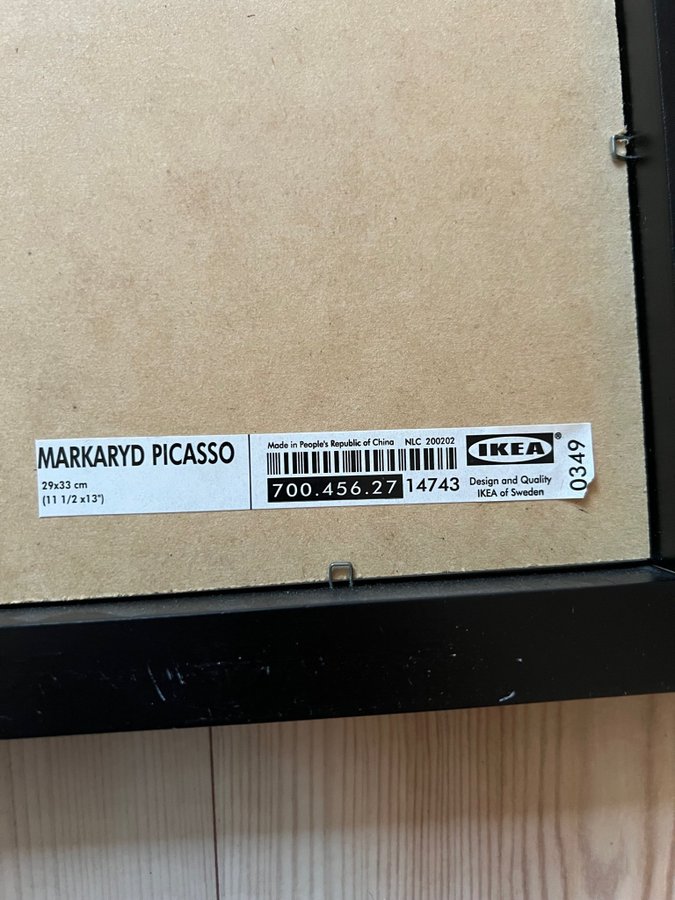 MARKARYD PICASSO
29x33 cm
(11 1/2 x13")
Made in People's Republic of China NLC 200202
700.456.27 14743
IKEA®
Design and Quality
IKEA of Sweden
0349